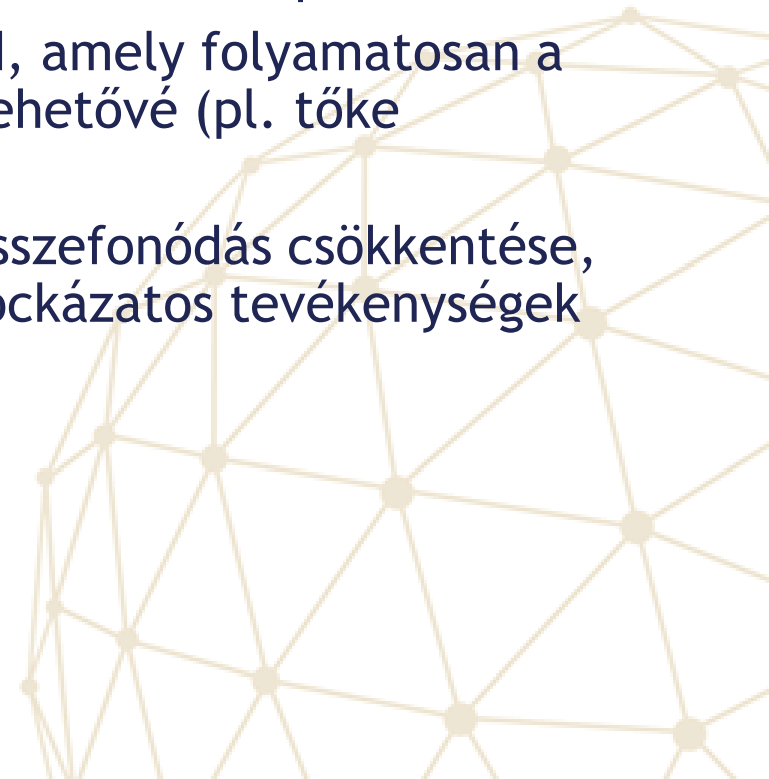 , amely folyamatosan a
ehetővé (pl. tőke
sszefonódás csökkentése,
ockázatos tevékenységek